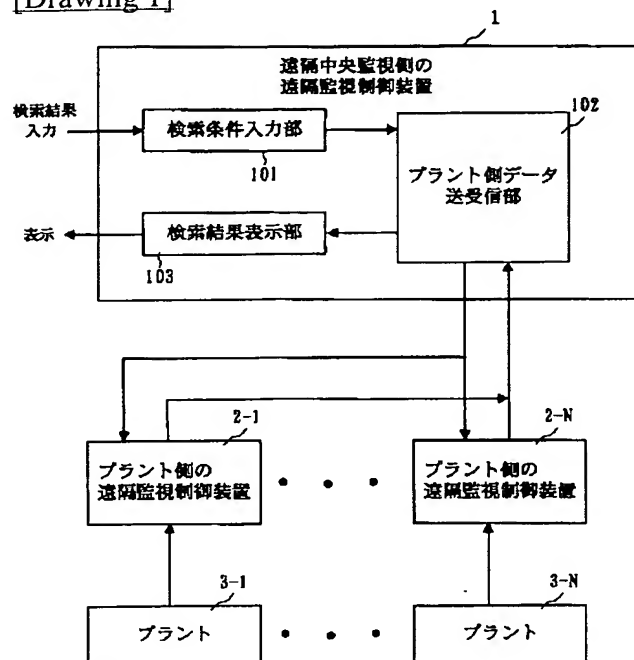 [Drawing 1]
1
遠隔中央監視側の
遠隔監視制御装置
検索結果
入力
検索条件入力部
101
102
プラント側データ
送受信部
表示
検索結果表示部
103
2-1
プラント側の
遠隔監視制御装置
2-N
プラント側の
遠隔監視制御装置
3-1
プラント
3-N
プラント